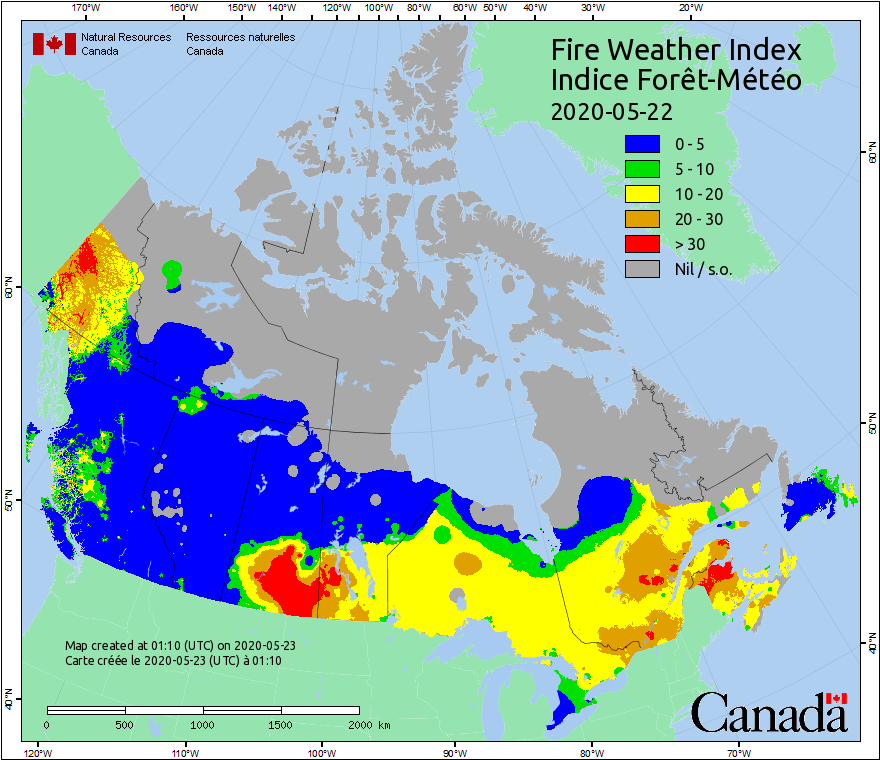 170°W 160°W 150°W 140°W 130°W 120°W 110°W 100°W 90°W 80°W 60°W 50°W 40°W 30°W 20°W
Natural Resources Canada
Ressources naturelles Canada
Fire Weather Index
Indice Forêt-Météo
2020-05-22
0 - 5
5 - 10
10 - 20
20 - 30
> 30
Nil / s.o.
60°N
60°N
50°N
50°N
40°N
40°N
Map created at 01:10 (UTC) on 2020-05-23
Carte créée le 2020-05-23 (UTC) à 01:10
0 500 1000 1500 2000 km
Canada
120°W 110°W 100°W 90°W 80°W 70°W